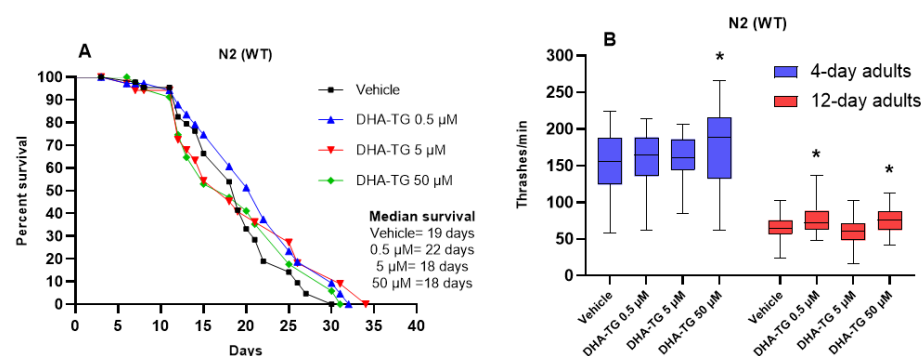 A
N2 (WT)
Percent survival
100
90
80
70
60
50
40
30
20
10
0
0
5
10
15
20
25
30
35
40
Days
Vehicle
DHA-TG 0.5 µM
DHA-TG 5 µM
DHA-TG 50 µM
Median survival
Vehicle= 19 days
0.5 µM= 22 days
5 µM= 18 days
50 µM =18 days
B
N2 (WT)
Thrashes/min
300
250
200
150
100
50
0
*
*
*
4-day adults
12-day adults
Vehicle
DHA-TG 0.5 µM
DHA-TG 5 µM
DHA-TG 50 µM
Vehicle
DHA-TG 0.5 µM
DHA-TG 5 µM
DHA-TG 50 µM